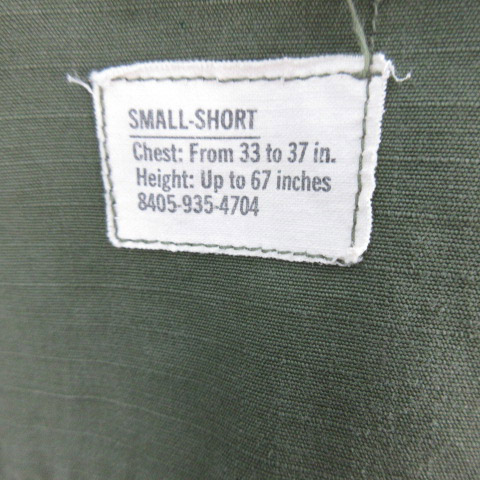 SMALL-SHORT
Chest: From 33 to 37 in.
Height: Up to 67 inches
8405-935-4704